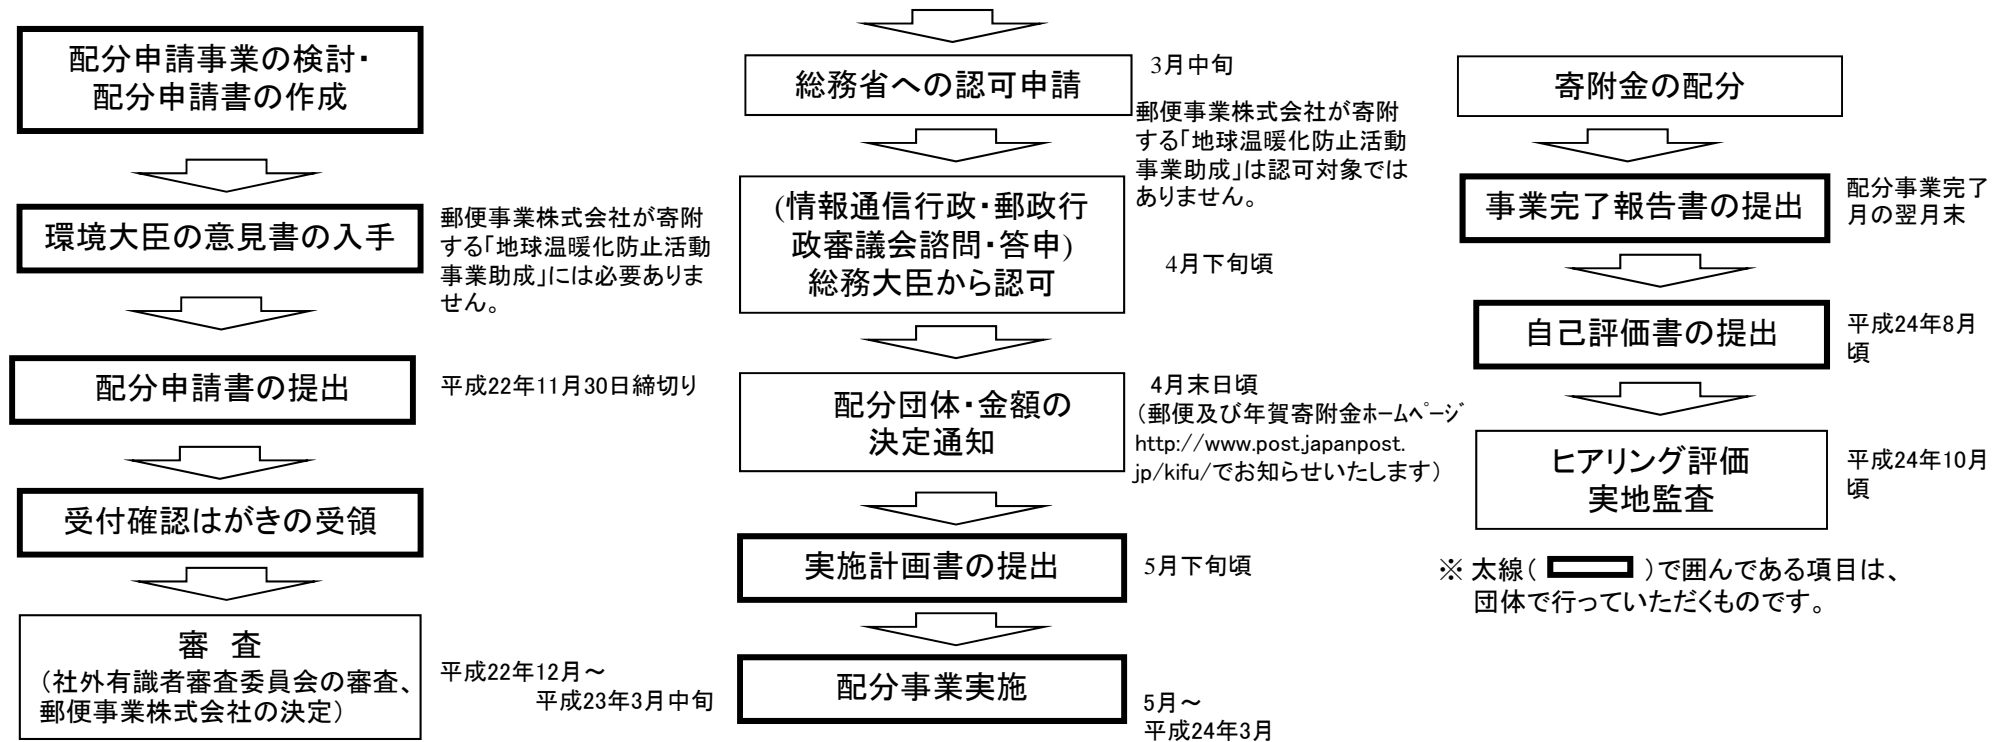 配分申請事業の検討・
配分申請書の作成
環境大臣の意見書の入手
郵便事業株式会社が寄附
する「地球温暖化防止活動
事業助成」には必要ありま
せん。
配分申請書の提出
平成22年11月30日締切り
受付確認はがきの受領
審 査
（社外有識者審査委員会の審査、
郵便事業株式会社の決定）
平成22年12月～
平成23年3月中旬
総務省への認可申請
3月中旬
郵便事業株式会社が寄附
する「地球温暖化防止活動
事業助成」は認可対象では
ありません。
(情報通信行政・郵政行
政審議会諮問・答申)
総務大臣から認可
4月下旬頃
配分団体・金額の
決定通知
4月末日頃
（郵便及び年賀寄附金ﾎｰﾑﾍﾟｰｼﾞ
http://www.post.japanpost.
jp/kifu/でお知らせいたします）
実施計画書の提出
5月下旬頃
配分事業実施
5月～
平成24年3月
寄附金の配分
事業完了報告書の提出
配分事業完了
月の翌月末
自己評価書の提出
平成24年8月
頃
ヒアリング評価
実地監査
平成24年10月
頃
※ 太線（ ）で囲んである項目は、
団体で行っていただくものです。